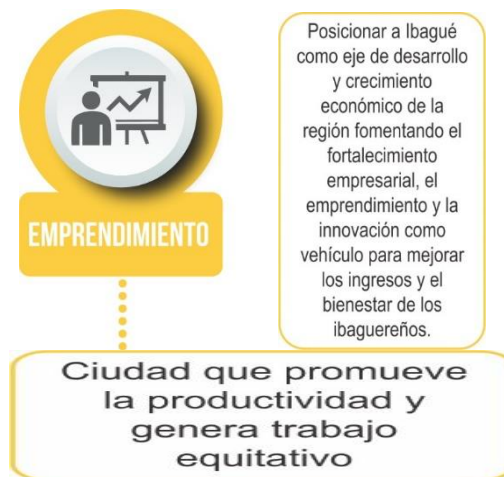 Posicionar a Ibagué
como eje de desarrollo
y crecimiento
económico de la
región fomentando el
fortalecimiento
empresarial, el
emprendimiento y la
innovación como
vehículo para mejorar
los ingresos y el
bienestar de los
ibaguereños.
EMPRENDIMIENTO
Ciudad que promueve
la productividad y
genera trabajo
equitativo